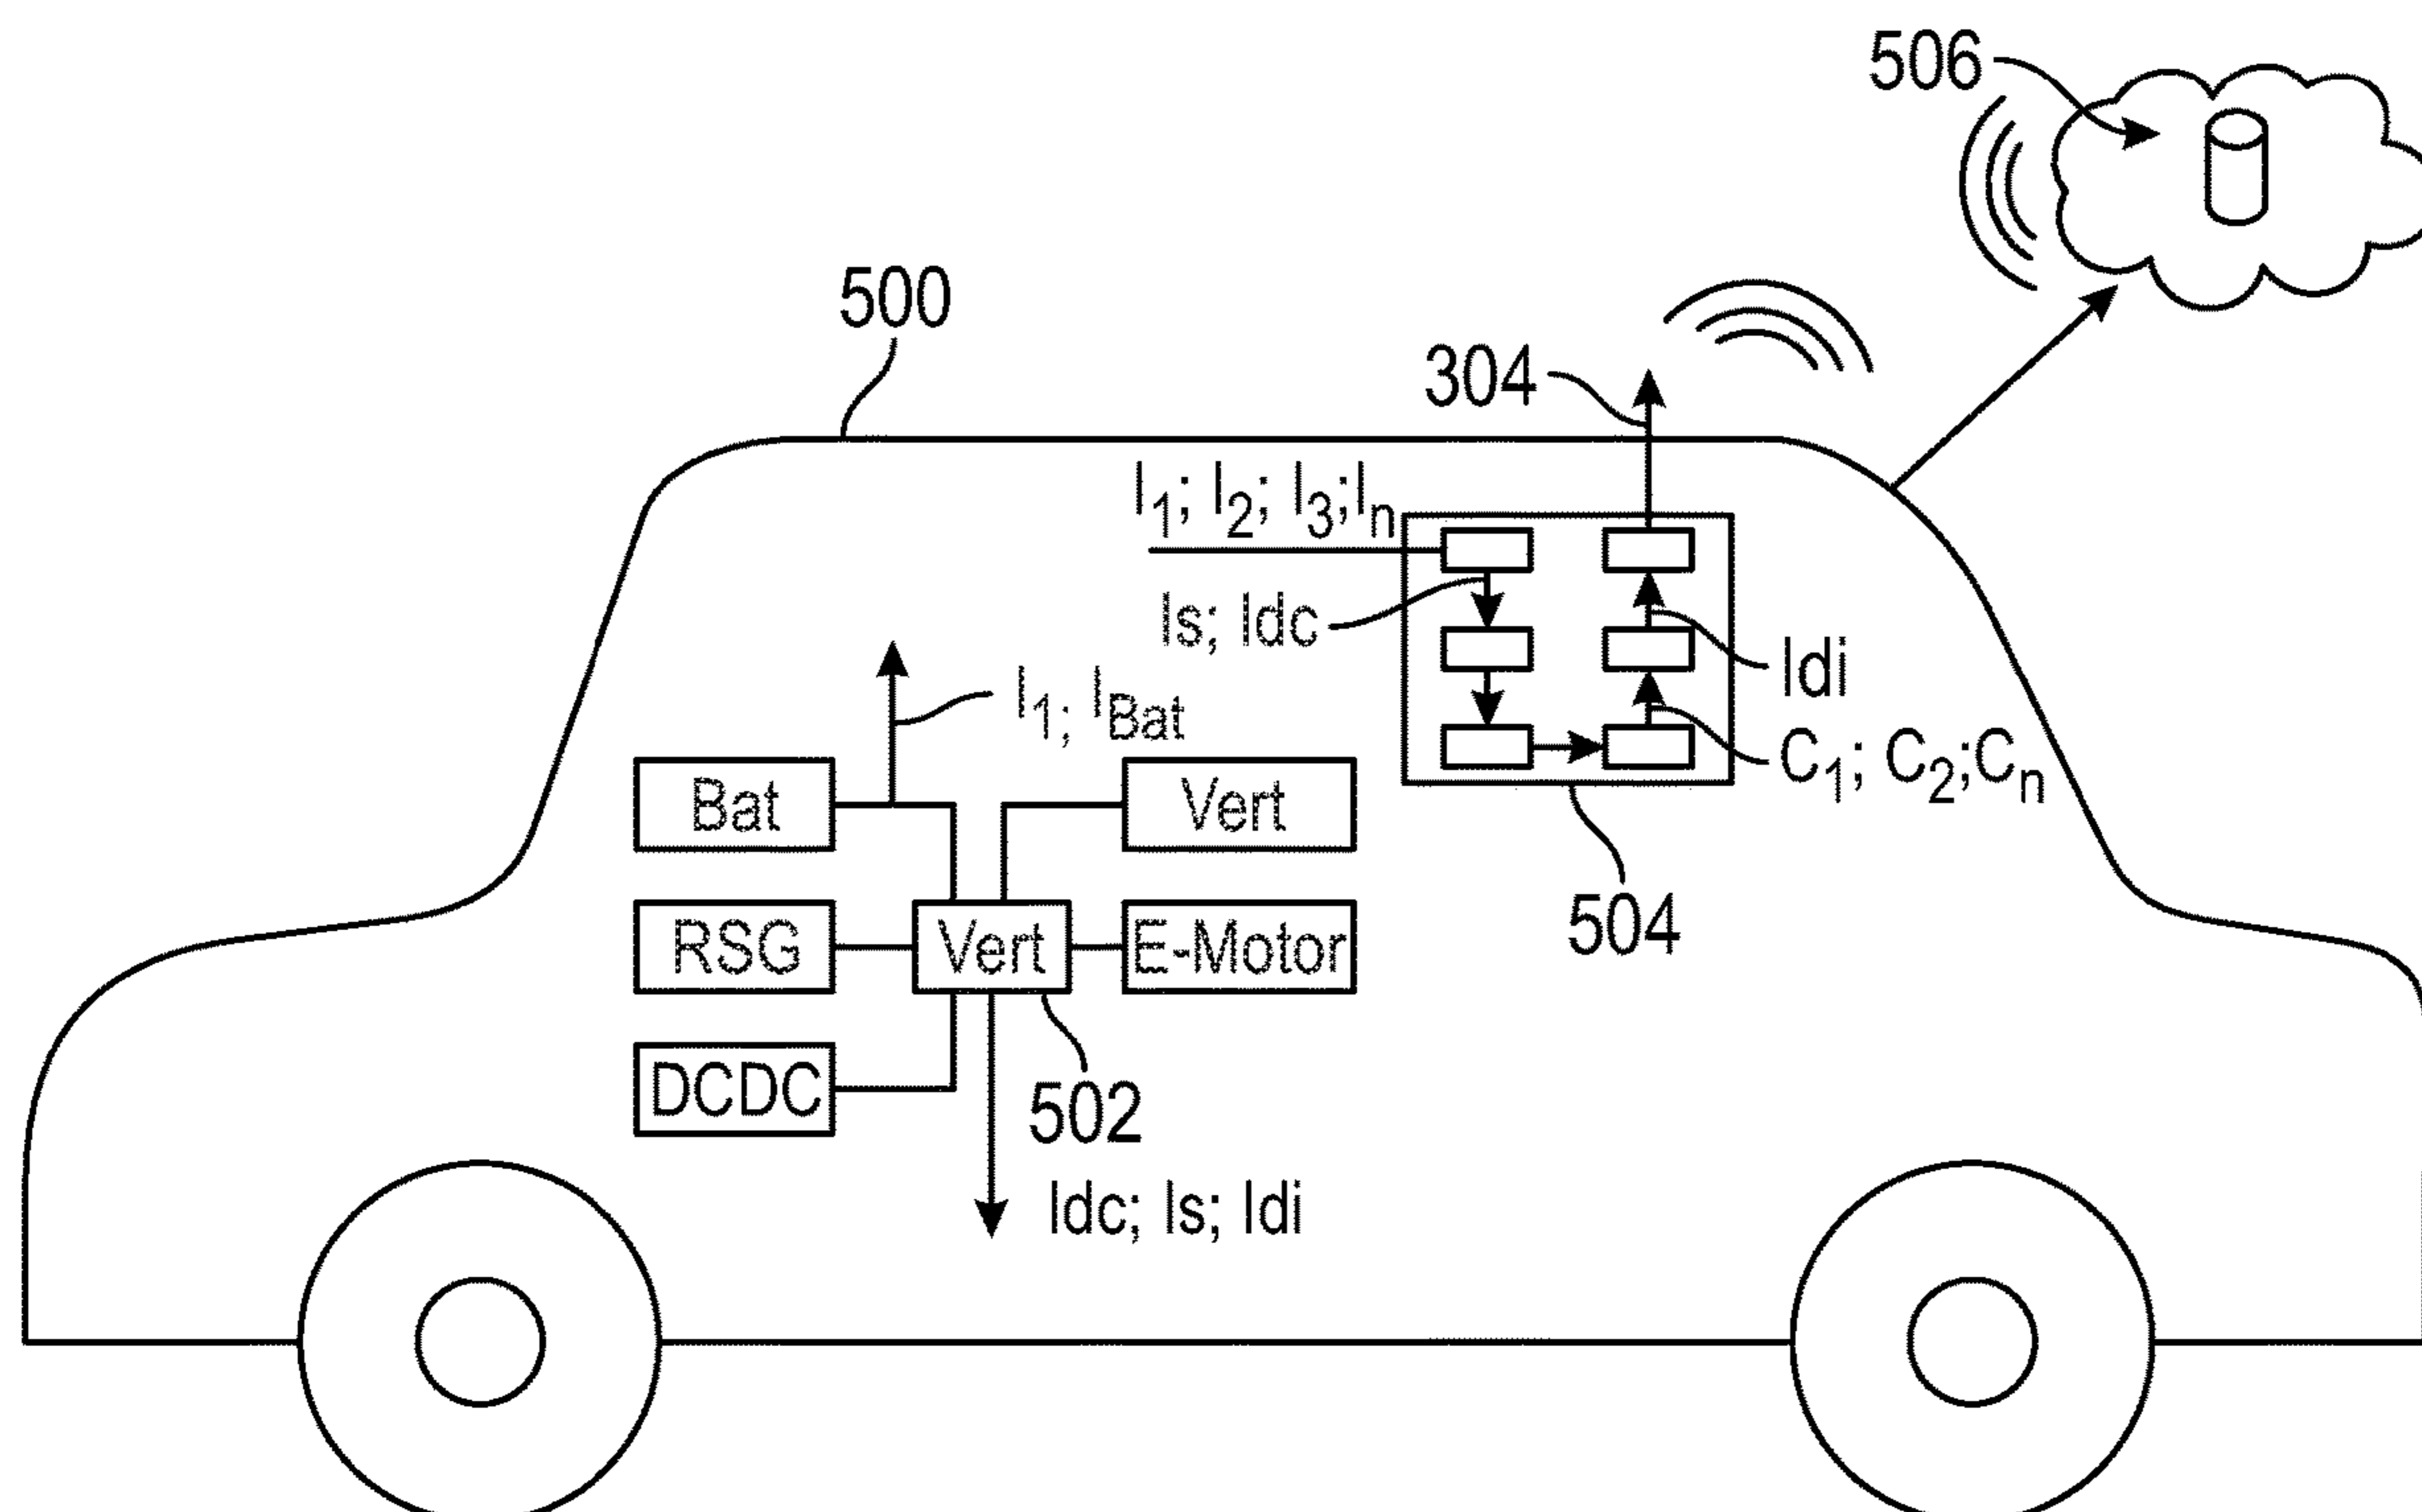 506
500
304
I1; I2; I3;In
Is; Idc
Idi
I1; IBat
C1; C2;Cn
Bat
Vert
504
RSG
Vert
E-Motor
DCDC
502
Idc; Is; Idi